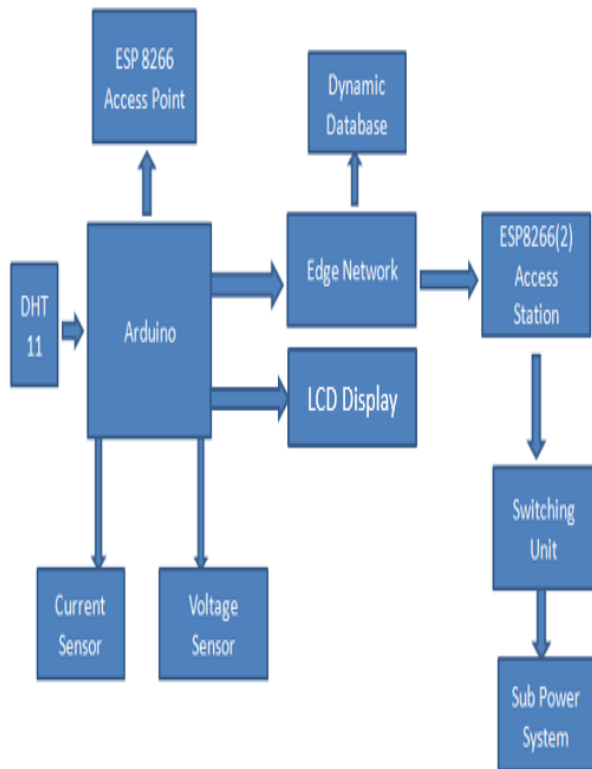 ESP 8266
Access Point
Dynamic
Database
DHT
11
Arduino
Edge Network
ESP8266(2)
Access
Station
LCD Display
Switching
Unit
Current
Sensor
Voltage
Sensor
Sub Power
System